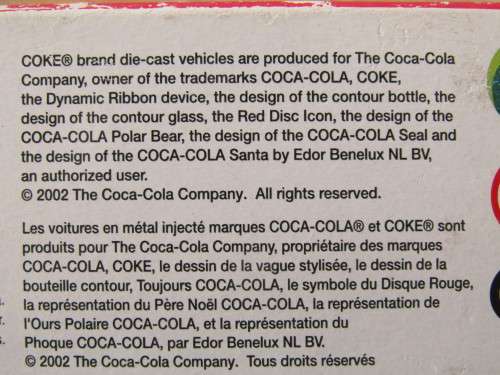 COKE® brand die-cast vehicles are produced for The Coca-Cola
Company, owner of the trademarks COCA-COLA, COKE,
the Dynamic Ribbon device, the design of the contour bottle, the
design of the contour glass, the Red Disc Icon, the design of the
COCA-COLA Polar Bear, the design of the COCA-COLA Seal and
the design of the COCA-COLA Santa by Edor Benelux NL BV,
an authorized user.
© 2002 The Coca-Cola Company. All rights reserved.
Les voitures en métal injecté marques COCA-COLA® et COKE® sont
produits pour The Coca-Cola Company, propriétaire des marques
COCA-COLA, COKE, le dessin de la vague stylisée, le dessin de la
bouteille contour, Toujours COCA-COLA, le symbole du Disque Rouge,
la représentation du Père Noël COCA-COLA, la représentation de
l'Ours Polaire COCA-COLA, et la représentation du
Phoque COCA-COLA, par Edor Benelux NL BV.
© 2002 The Coca-Cola Company. Tous droits réservés